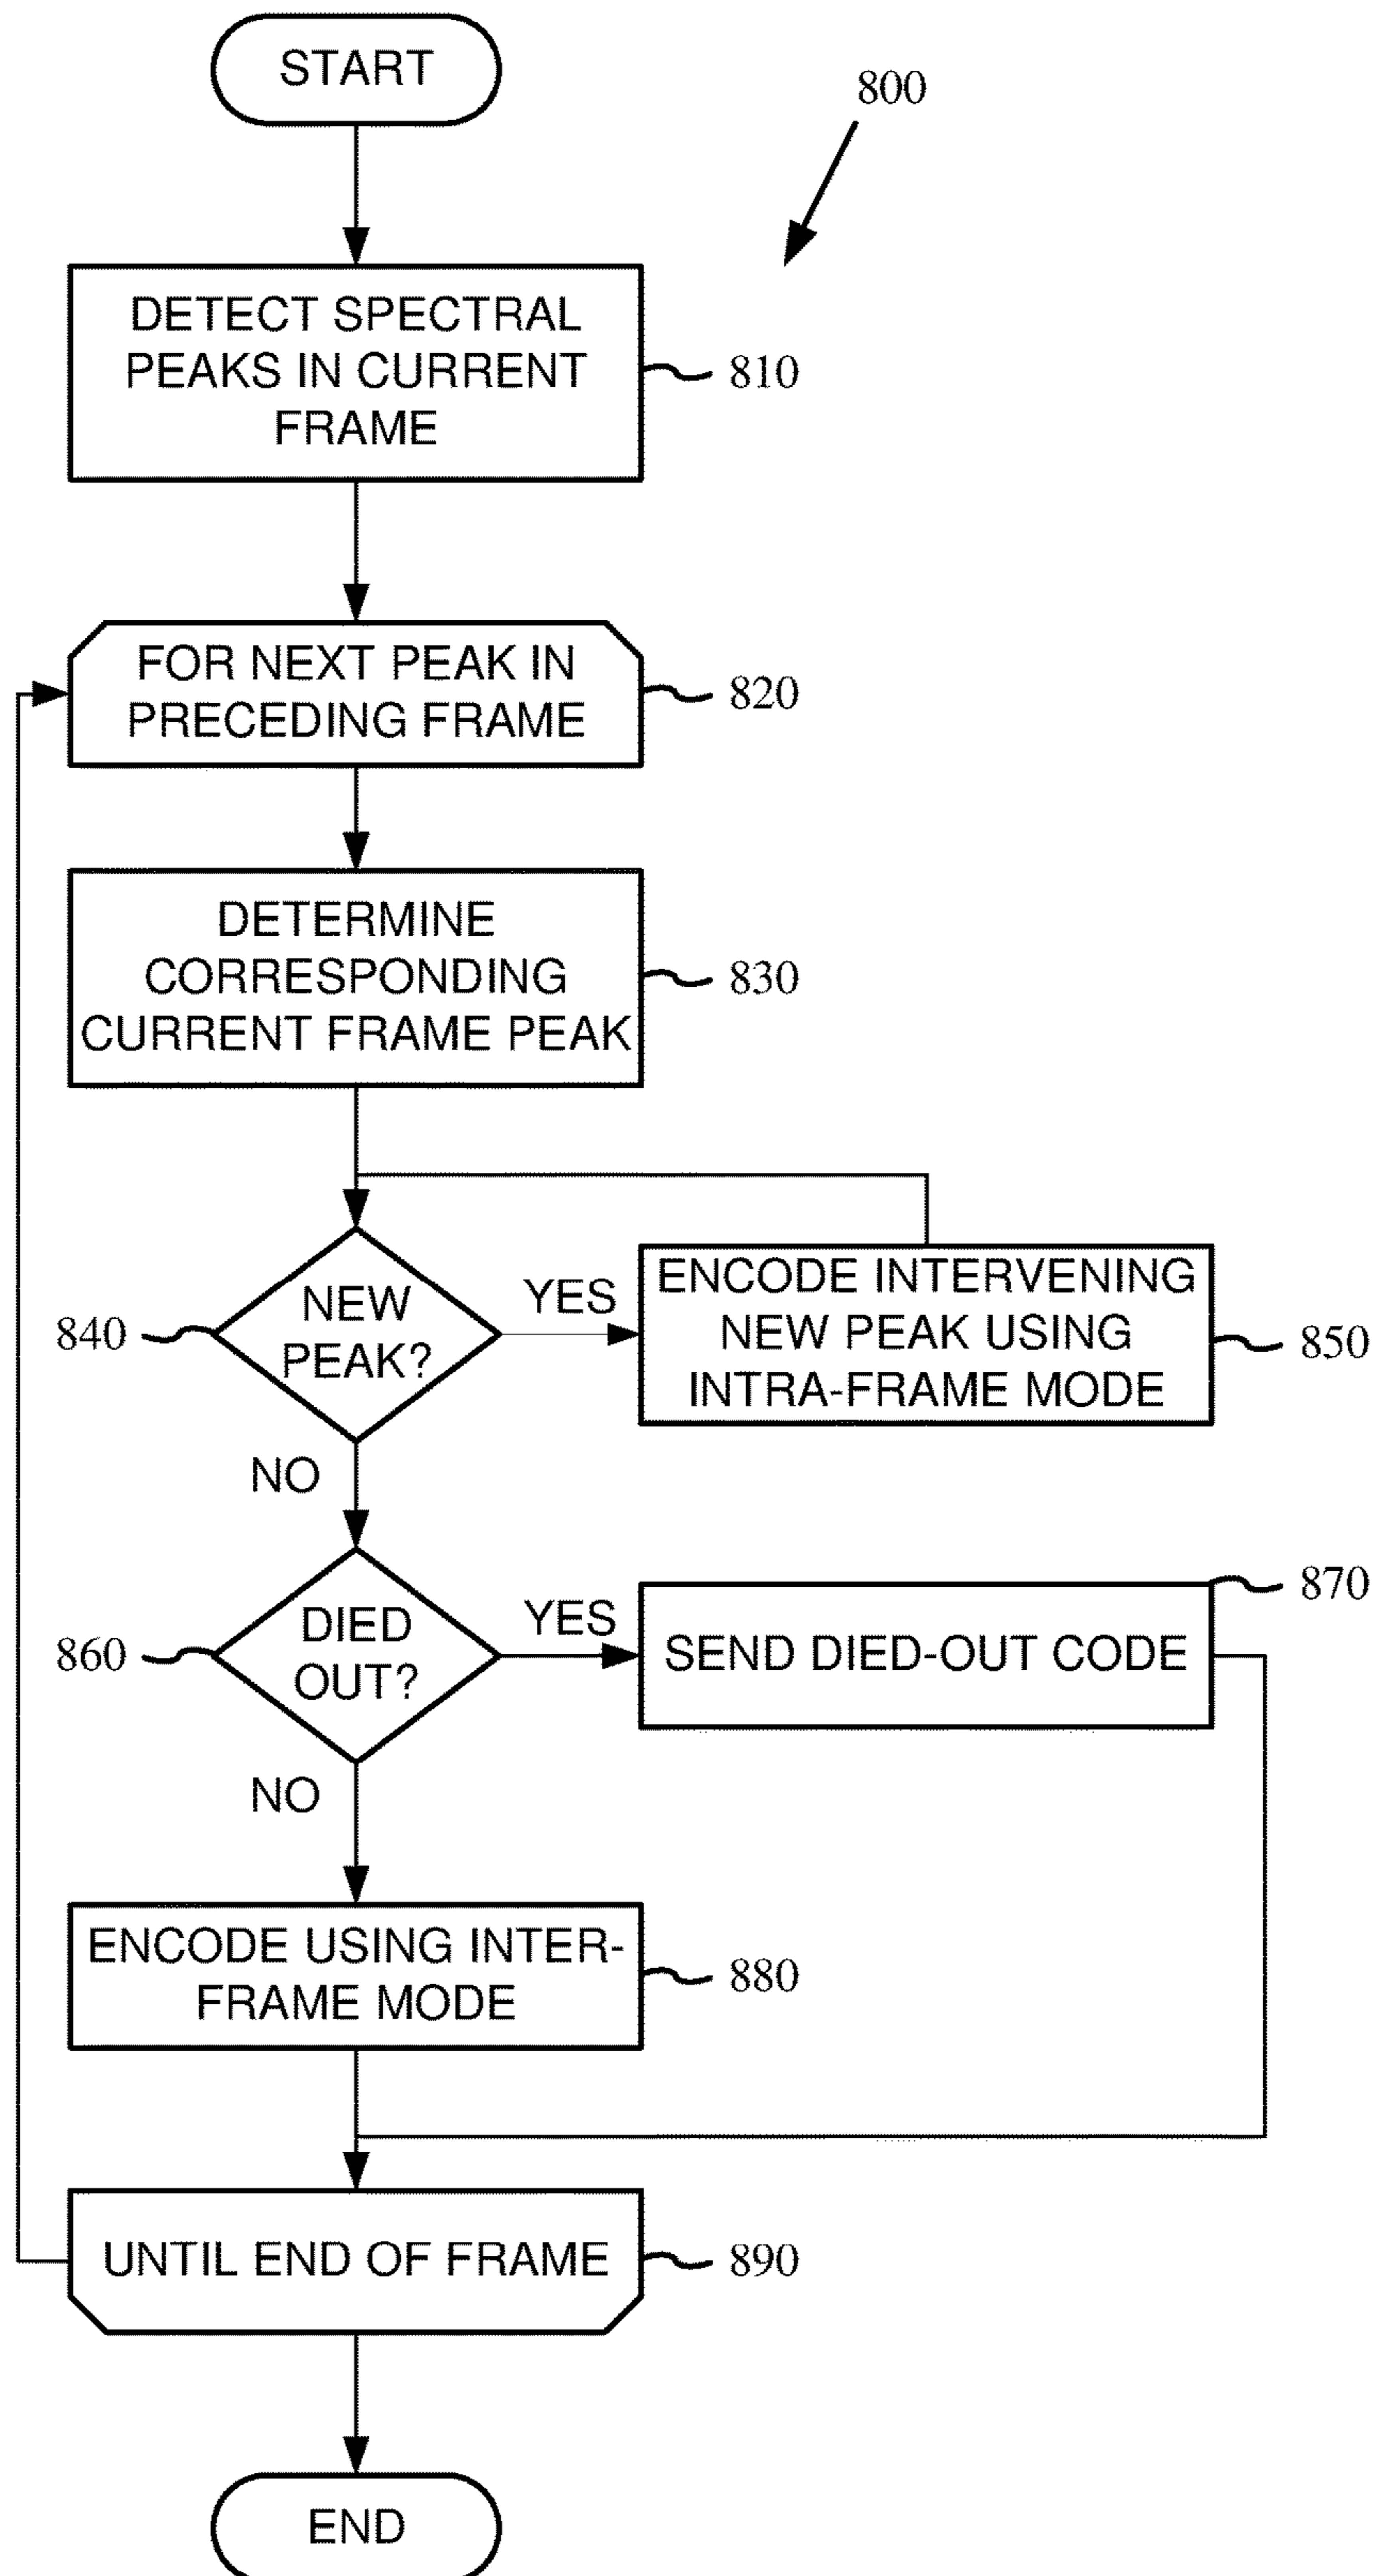 START
800
DETECT SPECTRAL
PEAKS IN CURRENT
FRAME
810
FOR NEXT PEAK IN
PRECEDING FRAME
820
DETERMINE
CORRESPONDING
CURRENT FRAME PEAK
830
840
NEW
PEAK?
YES
ENCODE INTERVENING
NEW PEAK USING
INTRA-FRAME MODE
850
NO
860
DIED
OUT?
YES
SEND DIED-OUT CODE
870
NO
ENCODE USING INTER-
FRAME MODE
880
UNTIL END OF FRAME
890
END